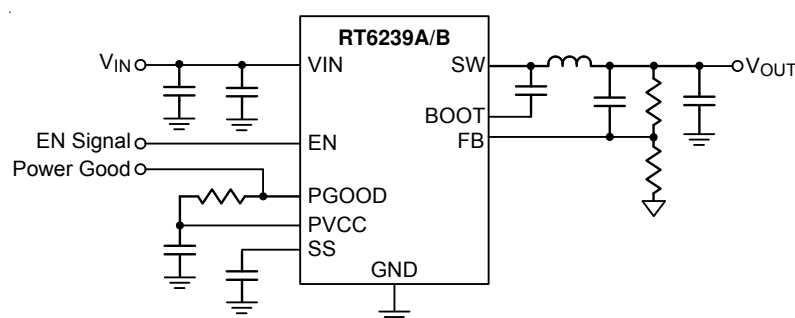 RT6239A/B
VIN
VIN
SW
VOUT
BOOT
EN Signal
EN
FB
Power Good
PGOOD
PVCC
SS
GND